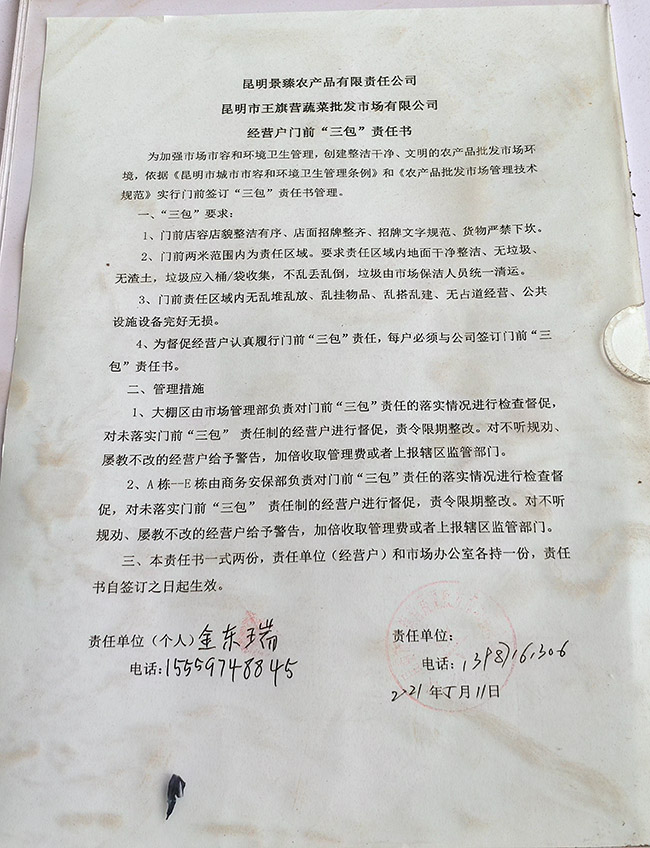 昆明景臻农产品有限责任公司
昆明市王旗营蔬菜批发市场有限公司
经营户门前“三包”责任书
为加强市场市容和环境卫生管理，创建整洁干净、文明的农产品批发市场环
境，依据《昆明市城市市容和环境卫生管理条例》和《农产品批发市场管理技术
规范》实行门前签订“三包”责任书管理。
一、“三包”要求：
1、门前店容店貌整洁有序、店面招牌整齐、招牌文字规范、货物严禁下坎。
2、门前两米范围内为责任区域。要求责任区域内地面干净整洁、无垃圾、
无渣土，垃圾应入桶/袋收集，不乱丢乱倒，垃圾由市场保洁人员统一清运。
3、门前责任区域内无乱堆乱放、乱挂物品、乱搭乱建、无占道经营、公共
设施设备完好无损。
4、为督促经营户认真履行门前“三包”责任，每户必须与公司签订门前“三
包”责任书。
二、管理措施
1、大棚区由市场管理部负责对门前“三包”责任的落实情况进行检查督促，
对未落实门前“三包” 责任制的经营户进行督促，责令限期整改。对不听规劝、
屡教不改的经营户给予警告，加倍收取管理费或者上报辖区监管部门。
2、A 栋--E 栋由商务安保部负责对门前“三包”责任的落实情况进行检查督
促，对未落实门前“三包” 责任制的经营户进行督促，责令限期整改。对不听
规劝、屡教不改的经营户给予警告，加倍收取管理费或者上报辖区监管部门。
三、本责任书一式两份，责任单位（经营户）和市场办公室各持一份，责任
书自签订之日起生效。
责任单位（个人）金东瑞
电话：15559748845
责任单位：
电话：13987161306
2021 年 5 月 11 日